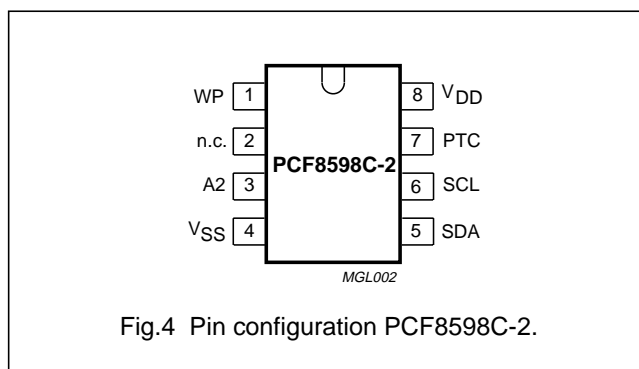 WP 1 8 VDD
n.c. 2 7 PTC
PCF8598C-2
A2 3 6 SCL
VSS 4 5 SDA
MGL002
Fig.4 Pin configuration PCF8598C-2.